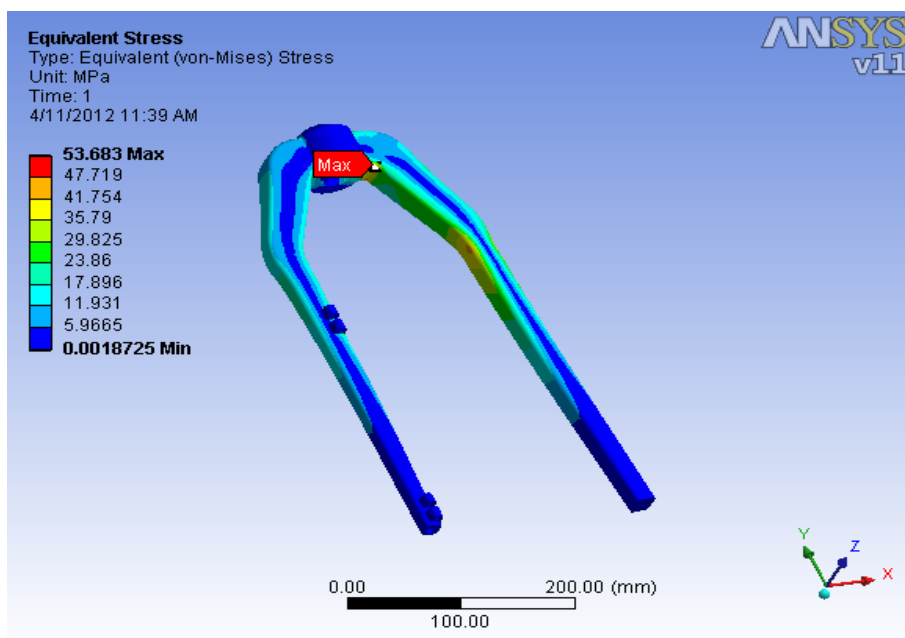 Equivalent Stress
Type: Equivalent (von-Mises) Stress
Unit: MPa
Time: 1
4/11/2012 11:39 AM
ANSYS
v11
53.683 Max
47.719
41.754
35.79
29.825
23.86
17.896
11.931
5.9665
0.0018725 Min
Max
Y
Z
X
0.00
200.00 (mm)
100.00